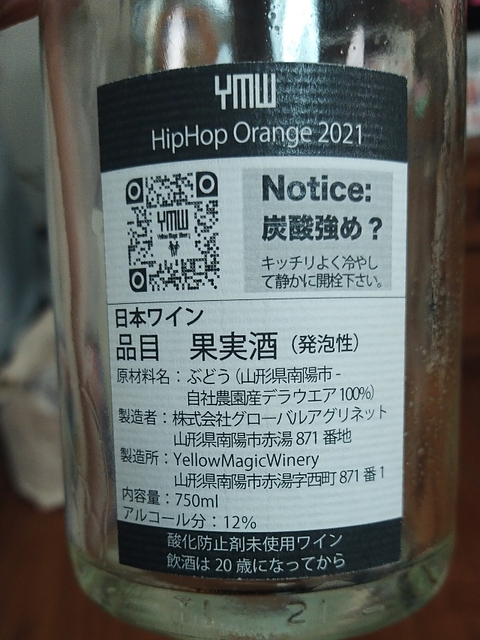 YMW
HipHop Orange 2021
YMW
Notice:
炭酸強め？
キッチリよく冷やし
て静かに開栓下さい。
日本ワイン
品目 果実酒（発泡性）
原材料名：ぶどう（山形県南陽市-
自社農園産デラウエア100%）
製造者：株式会社グローバルアグリネット
山形県南陽市赤湯871番地
製造所：YellowMagicWinery
山形県南陽市赤湯字西町871番1
内容量：750ml
アルコール分：12%
酸化防止剤未使用ワイン
飲酒は20歳になってから
2